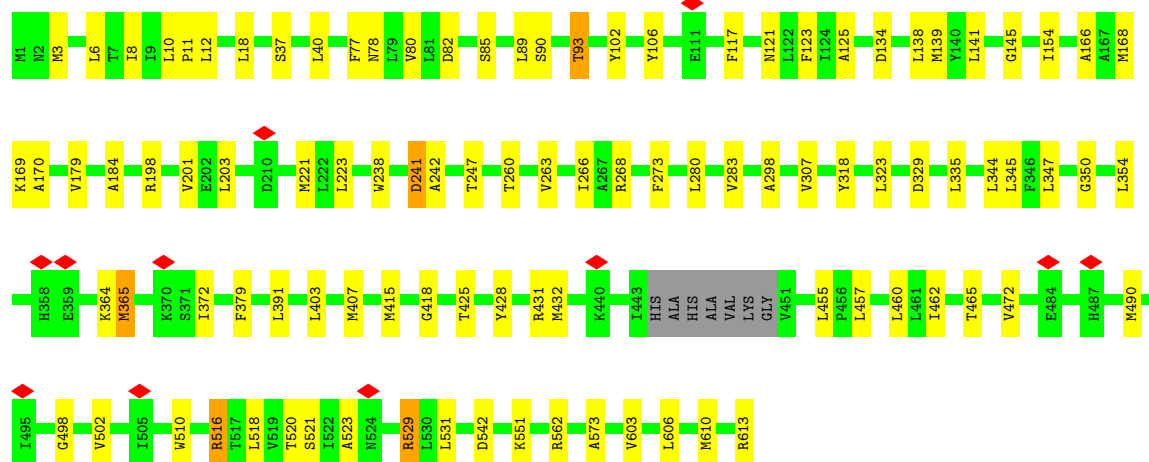 M1 N2 M3 L6 T7 I8 I9 L10 P11 L12 L18 S37 L40 F77 N78 L79 V80 L81 D82 S85 L89 S90 T93 Y102 Y106 E111 F117 N121 L122 F123 I124 A125 D134 L138 M139 Y140 L141 G145 I154 A166 A167 M168
K169 A170 V179 A184 R198 V201 E202 L203 D210 M221 L222 L223 W238 D241 A242 T247 T260 V263 I266 A267 R268 F273 L280 V283 A298 V307 Y318 L323 D329 L335 L344 L345 F346 L347 G350 L354
H358 E359 K364 M365 K370 S371 I372 F379 L391 L403 M407 M415 G418 T425 Y428 R431 M432 K440 I443 HIS ALA HIS ALA VAL LYS GLY V451 L455 P456 L457 L460 L461 I462 T465 V472 E484 H487 M490
I495 G498 V502 I505 W510 R516 T517 L518 V519 T520 S521 I522 A523 N524 R529 L530 L531 D542 K551 R562 A573 V603 L606 M610 R613